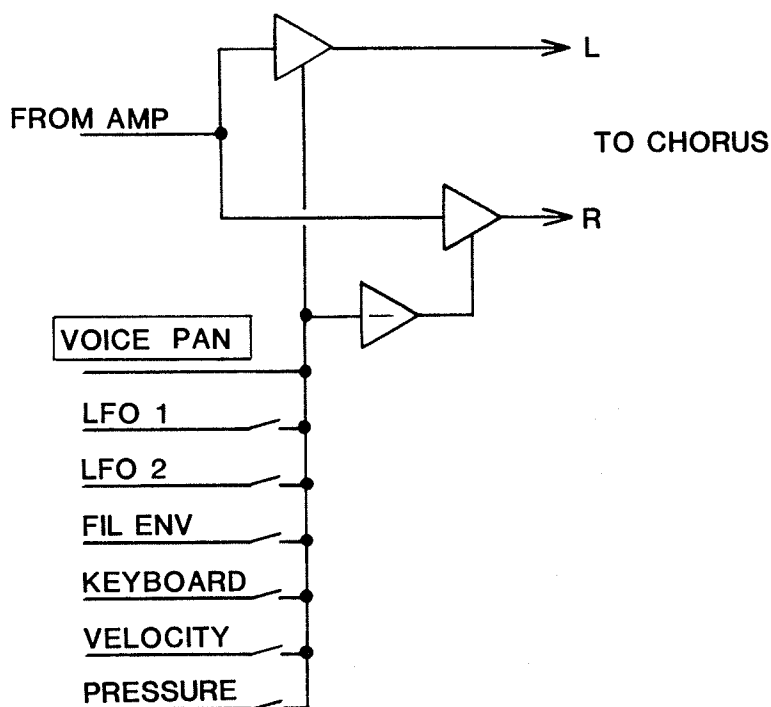 L
FROM AMP
TO CHORUS
R
VOICE PAN
LFO 1
LFO 2
FIL ENV
KEYBOARD
VELOCITY
PRESSURE